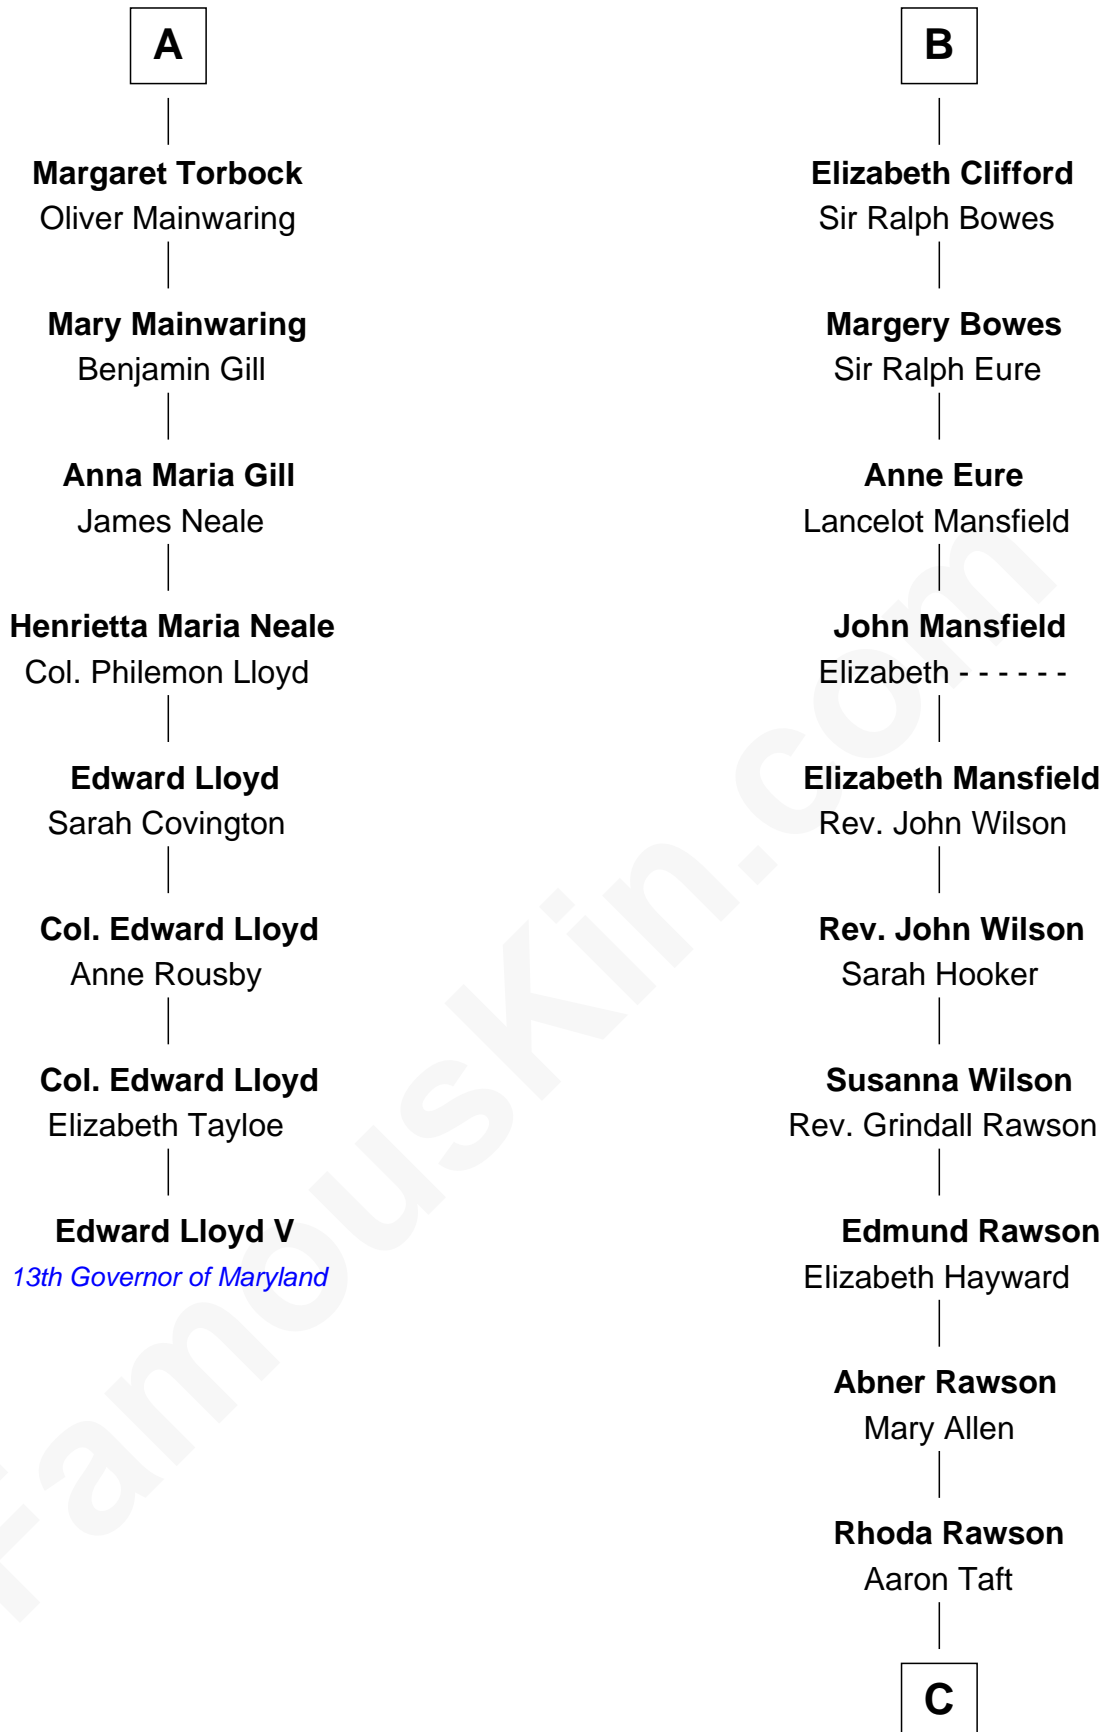 A
Margaret Torbock
Oliver Mainwaring
Mary Mainwaring
Benjamin Gill
Anna Maria Gill
James Neale
Henrietta Maria Neale
Col. Philemon Lloyd
Edward Lloyd
Sarah Covington
Col. Edward Lloyd
Anne Rousby
Col. Edward Lloyd
Elizabeth Tayloe
Edward Lloyd V
13th Governor of Maryland
B
Elizabeth Clifford
Sir Ralph Bowes
Margery Bowes
Sir Ralph Eure
Anne Eure
Lancelot Mansfield
John Mansfield
Elizabeth - - - - - -
Elizabeth Mansfield
Rev. John Wilson
Rev. John Wilson
Sarah Hooker
Susanna Wilson
Rev. Grindall Rawson
Edmund Rawson
Elizabeth Hayward
Abner Rawson
Mary Allen
Rhoda Rawson
Aaron Taft
C
FamousKin.com